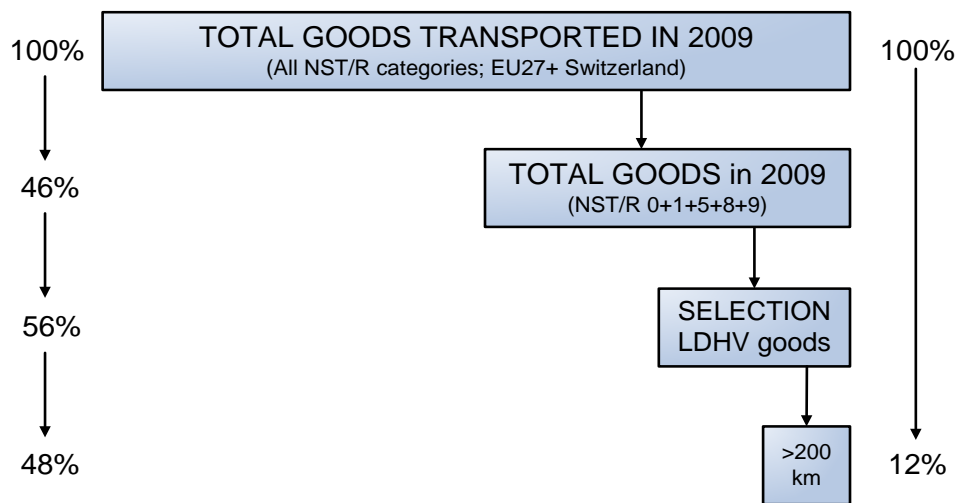 100%
TOTAL GOODS TRANSPORTED IN 2009
(All NST/R categories; EU27+ Switzerland)
100%
46%
TOTAL GOODS in 2009
(NST/R 0+1+5+8+9)
56%
SELECTION
LDHV goods
48%
>200
km
12%